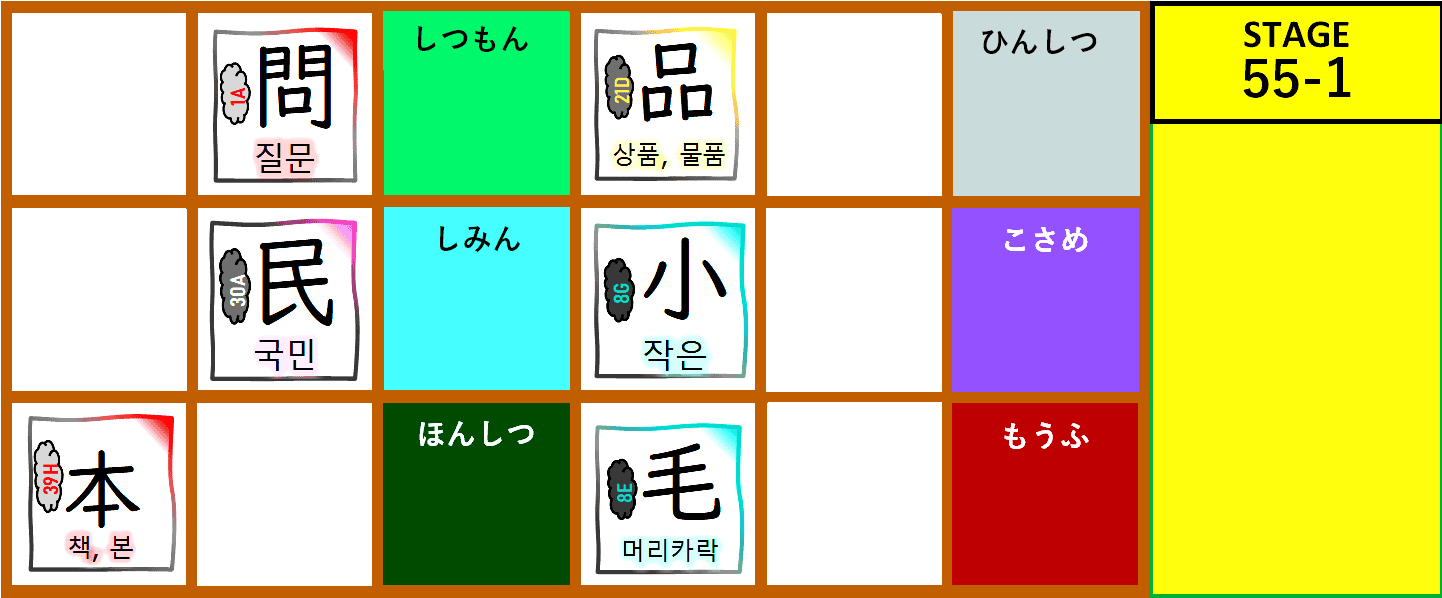 1A
問
질문
しつもん
21D
品
상품, 물품
ひんしつ
STAGE
55-1
30A
民
국민
しみん
8G
小
작은
こさめ
39H
本
책, 본
ほんしつ
8E
毛
머리카락
もうふ